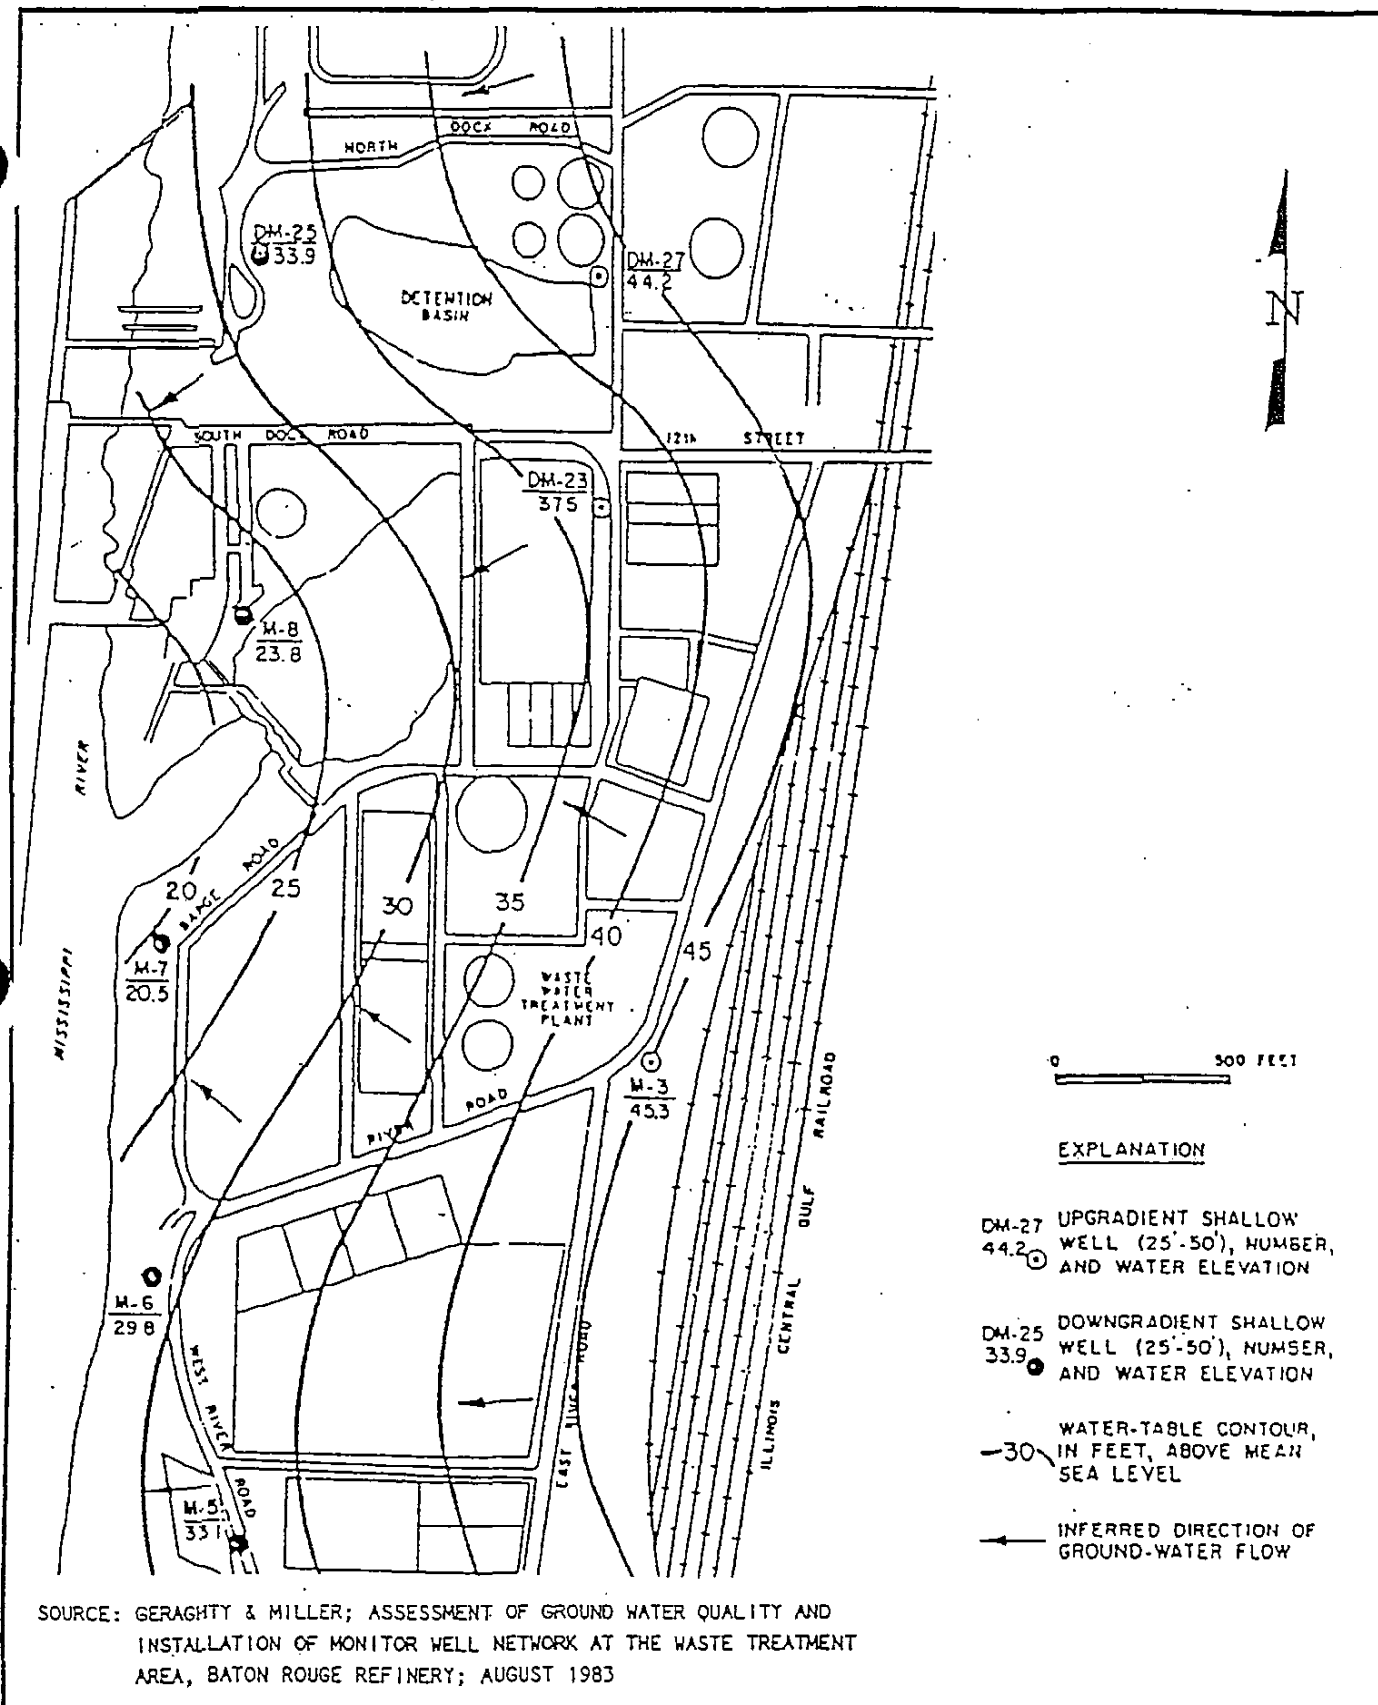 NORTH DOCK ROAD
DM-25
33.9
DM-27
44.2
DETENTION
BASIN
SOUTH DOCK ROAD
12TH STREET
DM-23
37.5
N
M-8
23.8
RIVER
MISSISSIPPI
BARGE ROAD
20
25
30
35
40
45
M-7
20.5
WASTE
WATER
TREATMENT
PLANT
M-3
45.3
RIVER ROAD
0 500 FEET
EXPLANATION
DM-27
44.2
UPGRADIENT SHALLOW
WELL (25'-50'), NUMBER,
AND WATER ELEVATION
DM-25
33.9
DOWNGRADIENT SHALLOW
WELL (25'-50'), NUMBER,
AND WATER ELEVATION
30
WATER-TABLE CONTOUR,
IN FEET, ABOVE MEAN
SEA LEVEL
INFERRED DIRECTION OF
GROUND-WATER FLOW
ILLINOIS CENTRAL GULF RAILROAD
M-6
29.8
WEST RIVER ROAD
EAST RIVER ROAD
M-5
33.1
SOURCE: GERAGHTY & MILLER; ASSESSMENT OF GROUND WATER QUALITY AND
INSTALLATION OF MONITOR WELL NETWORK AT THE WASTE TREATMENT
AREA, BATON ROUGE REFINERY; AUGUST 1983